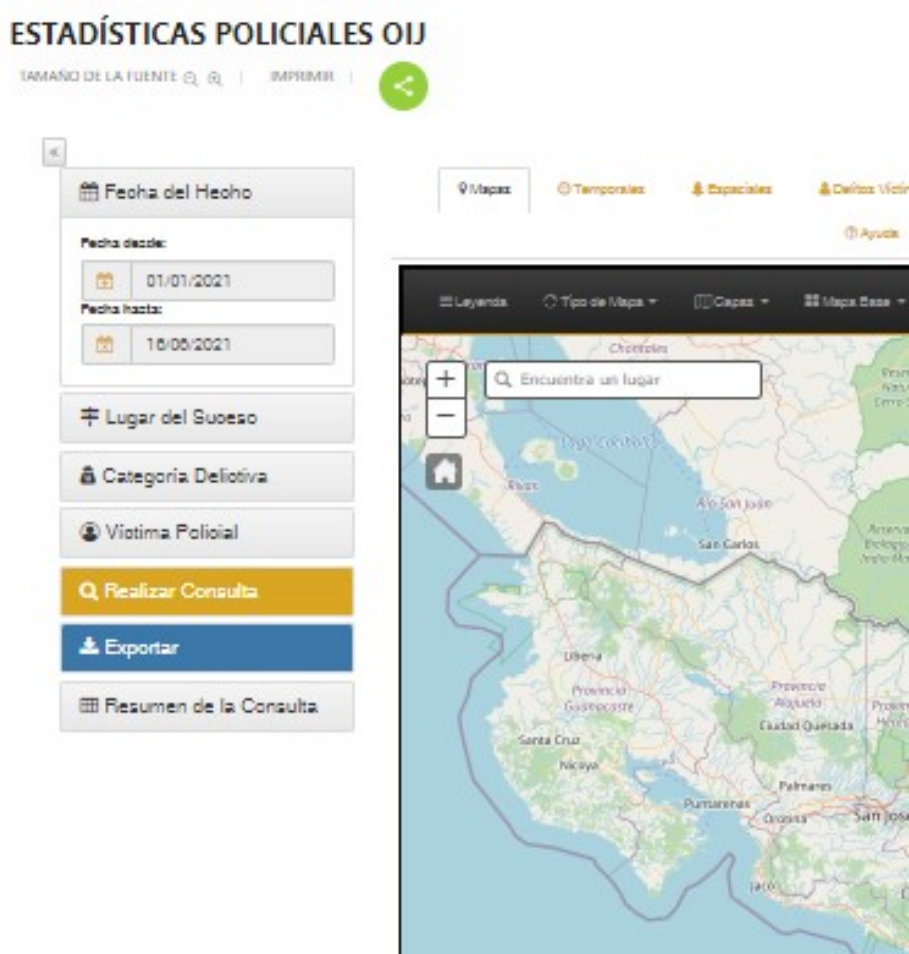 ESTADÍSTICAS POLICIALES OIJ
TAMAÑO DE LA FUENTE | IMPRIMIR |
Fecha del Hecho
Fecha desde:
01/01/2021
Fecha hasta:
16/06/2021
Lugar del Suceso
Categoría Delictiva
Víctima Policial
Realizar Consulta
Exportar
Resumen de la Consulta
Mapas Temporales Espaciales Delitos
Ayuda
Leyenda Tipo de Mapa Capas Mapa Base
Chontales
+
Encuentra un lugar
−
Rivas
Río San Juan
San Carlos
Liberia
Provincia
Guanacaste
Provincia
Alajuela
Ciudad Quesada
Santa Cruz
Nicoya
Palmares
Puntarenas
Orotina
San José
Jacó